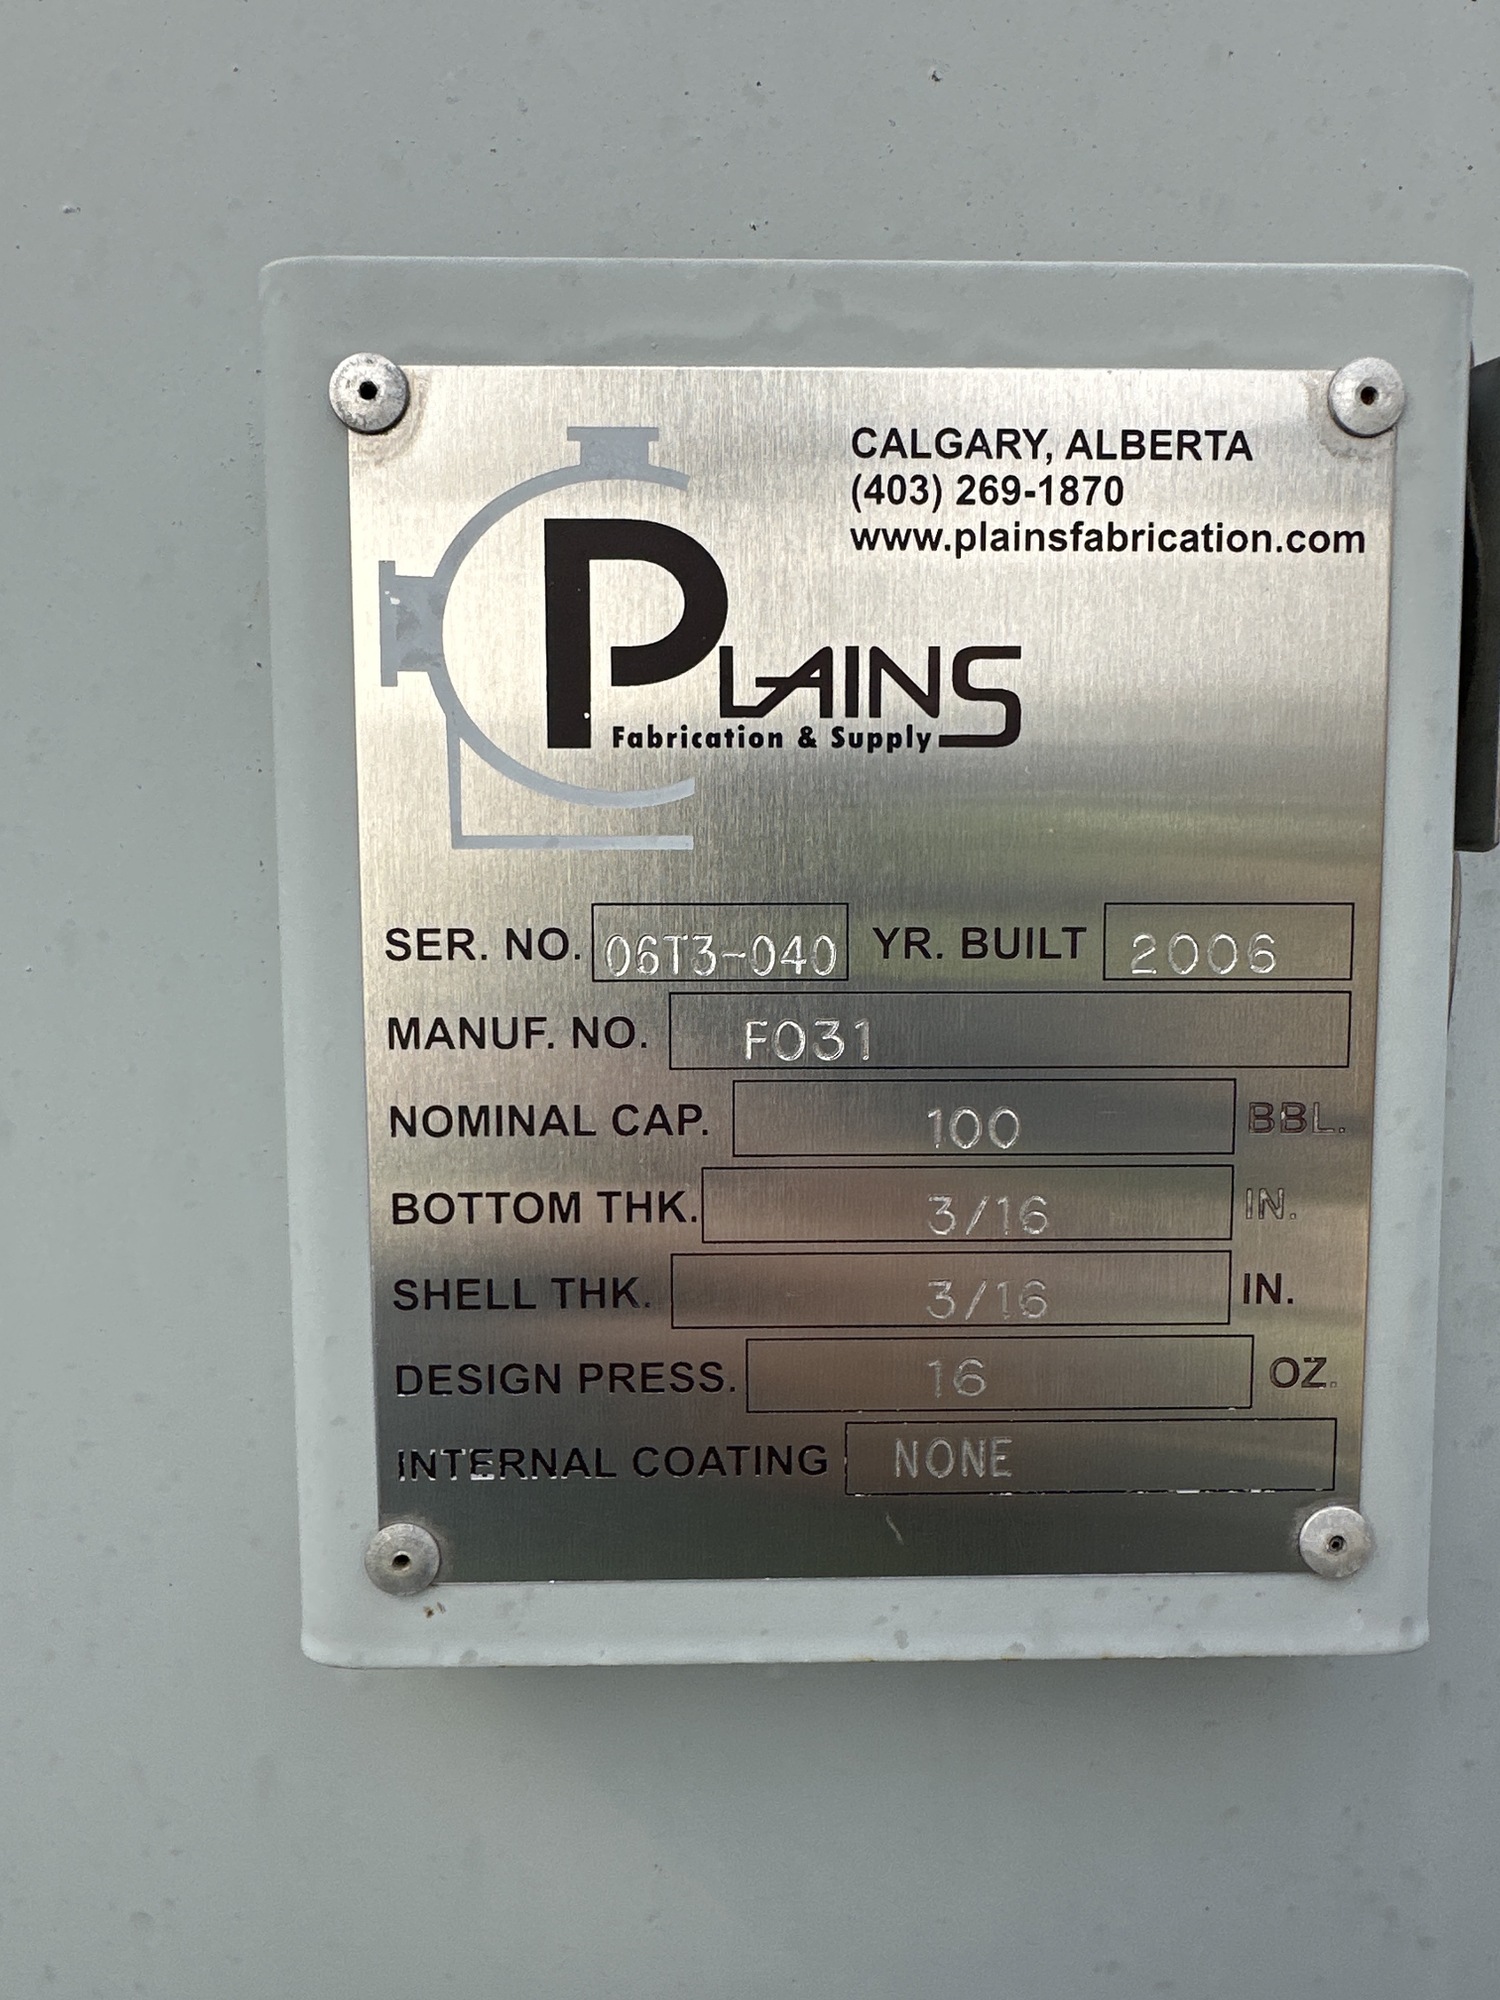 CALGARY, ALBERTA
(403) 269-1870
www.plainsfabrication.com
PLAINS
Fabrication & Supply
SER. NO. 06T3-040 YR. BUILT 2006
MANUF. NO. F031
NOMINAL CAP. 100 BBL.
BOTTOM THK. 3/16 IN.
SHELL THK. 3/16 IN.
DESIGN PRESS. 16 OZ.
INTERNAL COATING NONE